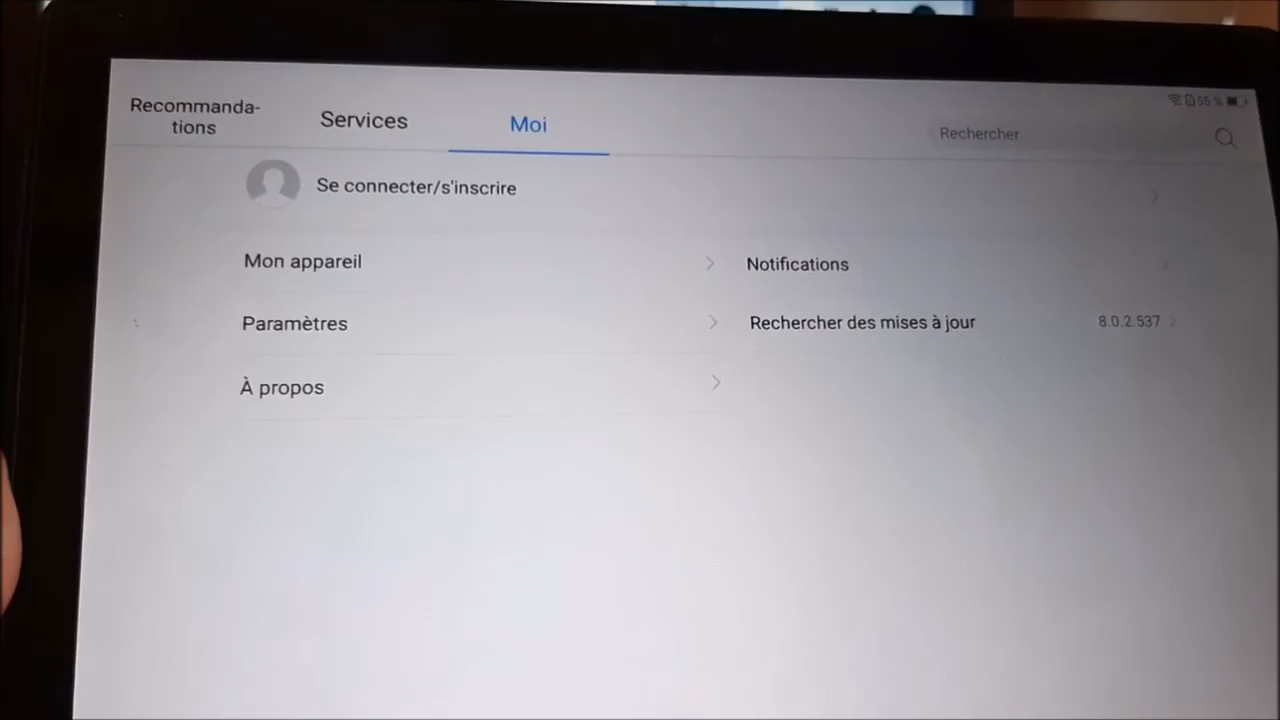 55 %
Recommanda-
tions
Services
Moi
Rechercher
Se connecter/s'inscrire
Mon appareil
Notifications
Paramètres
Rechercher des mises à jour
8.0.2.537
À propos